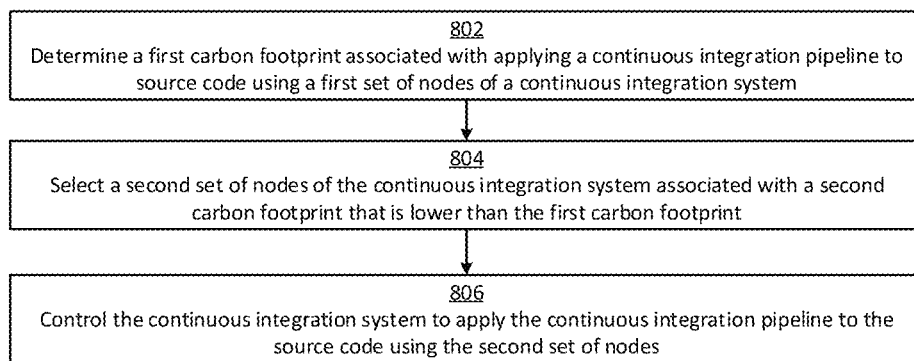 802
Determine a first carbon footprint associated with applying a continuous integration pipeline to
source code using a first set of nodes of a continuous integration system
804
Select a second set of nodes of the continuous integration system associated with a second
carbon footprint that is lower than the first carbon footprint
806
Control the continuous integration system to apply the continuous integration pipeline to the
source code using the second set of nodes